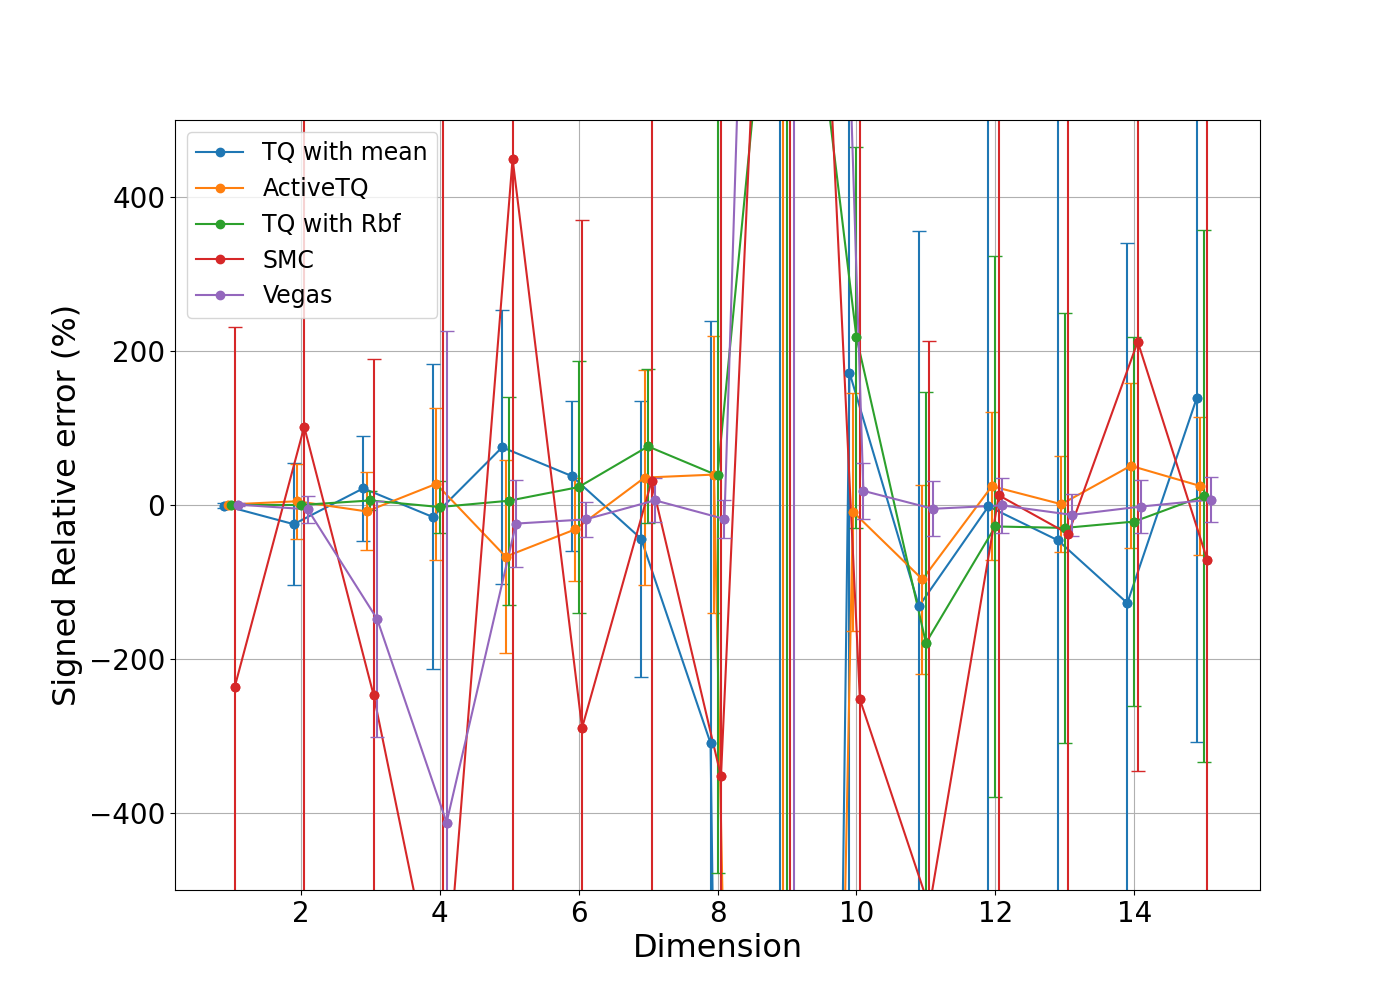 TQ with mean
ActiveTQ
TQ with Rbf
SMC
Vegas
Signed Relative error (%)
400
200
0
−200
−400
2 4 6 8 10 12 14
Dimension